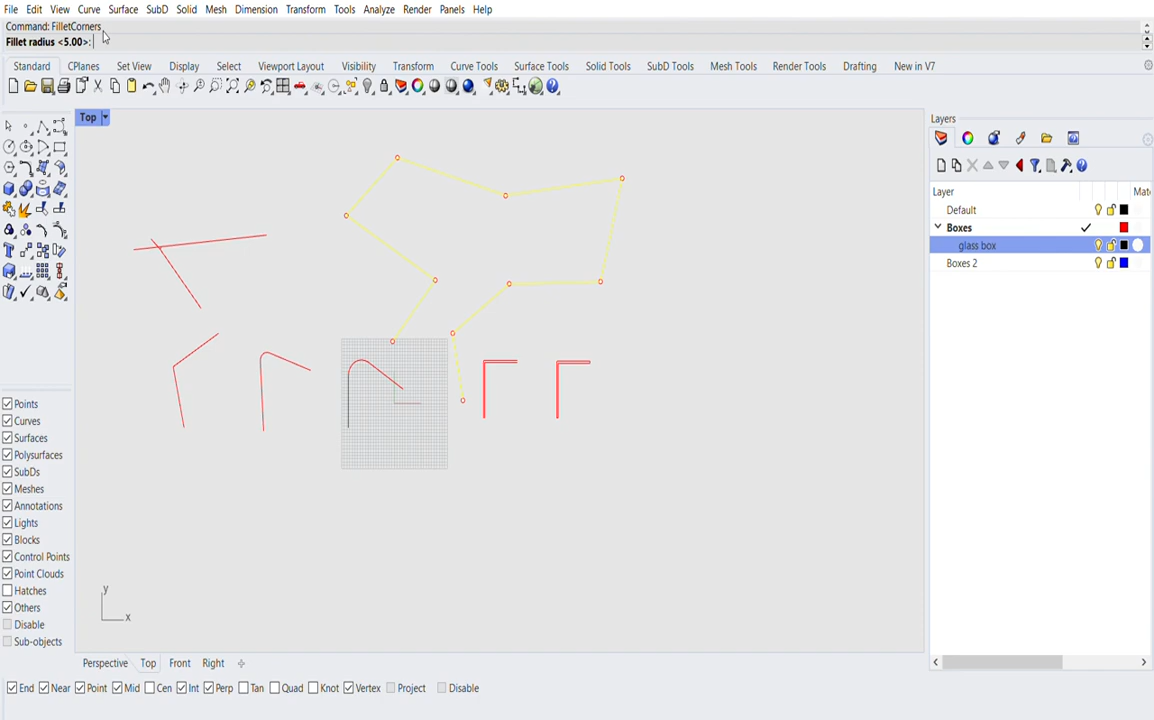 File Edit View Curve Surface SubD Solid Mesh Dimension Transform Tools Analyze Render Panels Help
Command: FilletCorners
Fillet radius <5.00>:
Standard CPlanes Set View Display Select Viewport Layout Visibility Transform Curve Tools Surface Tools Solid Tools SubD Tools Mesh Tools Render Tools Drafting New in V7
Top
Layers
Layer
Default
Boxes
glass box
Boxes 2
Points
Curves
Surfaces
Polysurfaces
SubDs
Meshes
Annotations
Lights
Blocks
Control Points
Point Clouds
Hatches
Others
Disable
Sub-objects
y
x
Perspective Top Front Right
End Near Point Mid Cen Int Perp Tan Quad Knot Vertex Project Disable